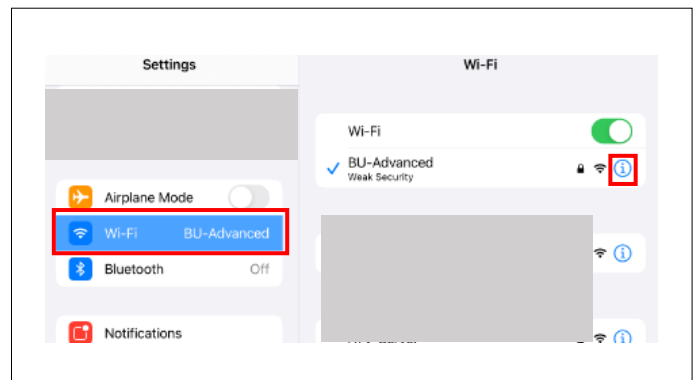 Settings
Wi-Fi
Wi-Fi
BU-Advanced
Weak Security
Airplane Mode
Wi-Fi BU-Advanced
Bluetooth Off
Notifications